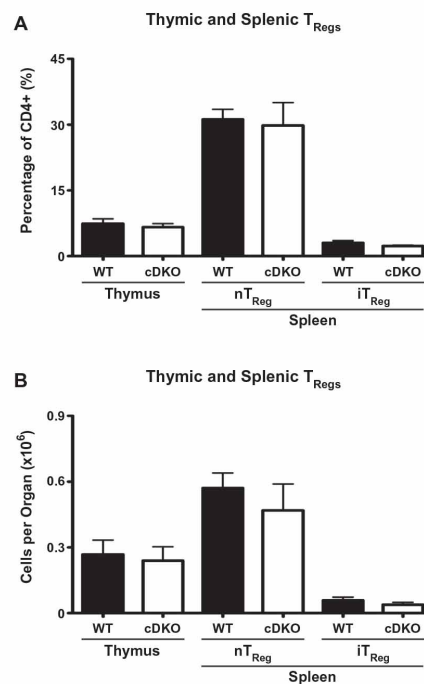 A
Thymic and Splenic TRegs
Percentage of CD4+ (%)
45
30
15
0
WT cDKO WT cDKO WT cDKO
Thymus nTReg iTReg
Spleen
B
Thymic and Splenic TRegs
Cells per Organ (x10⁶)
0.9
0.6
0.3
0
WT cDKO WT cDKO WT cDKO
Thymus nTReg iTReg
Spleen